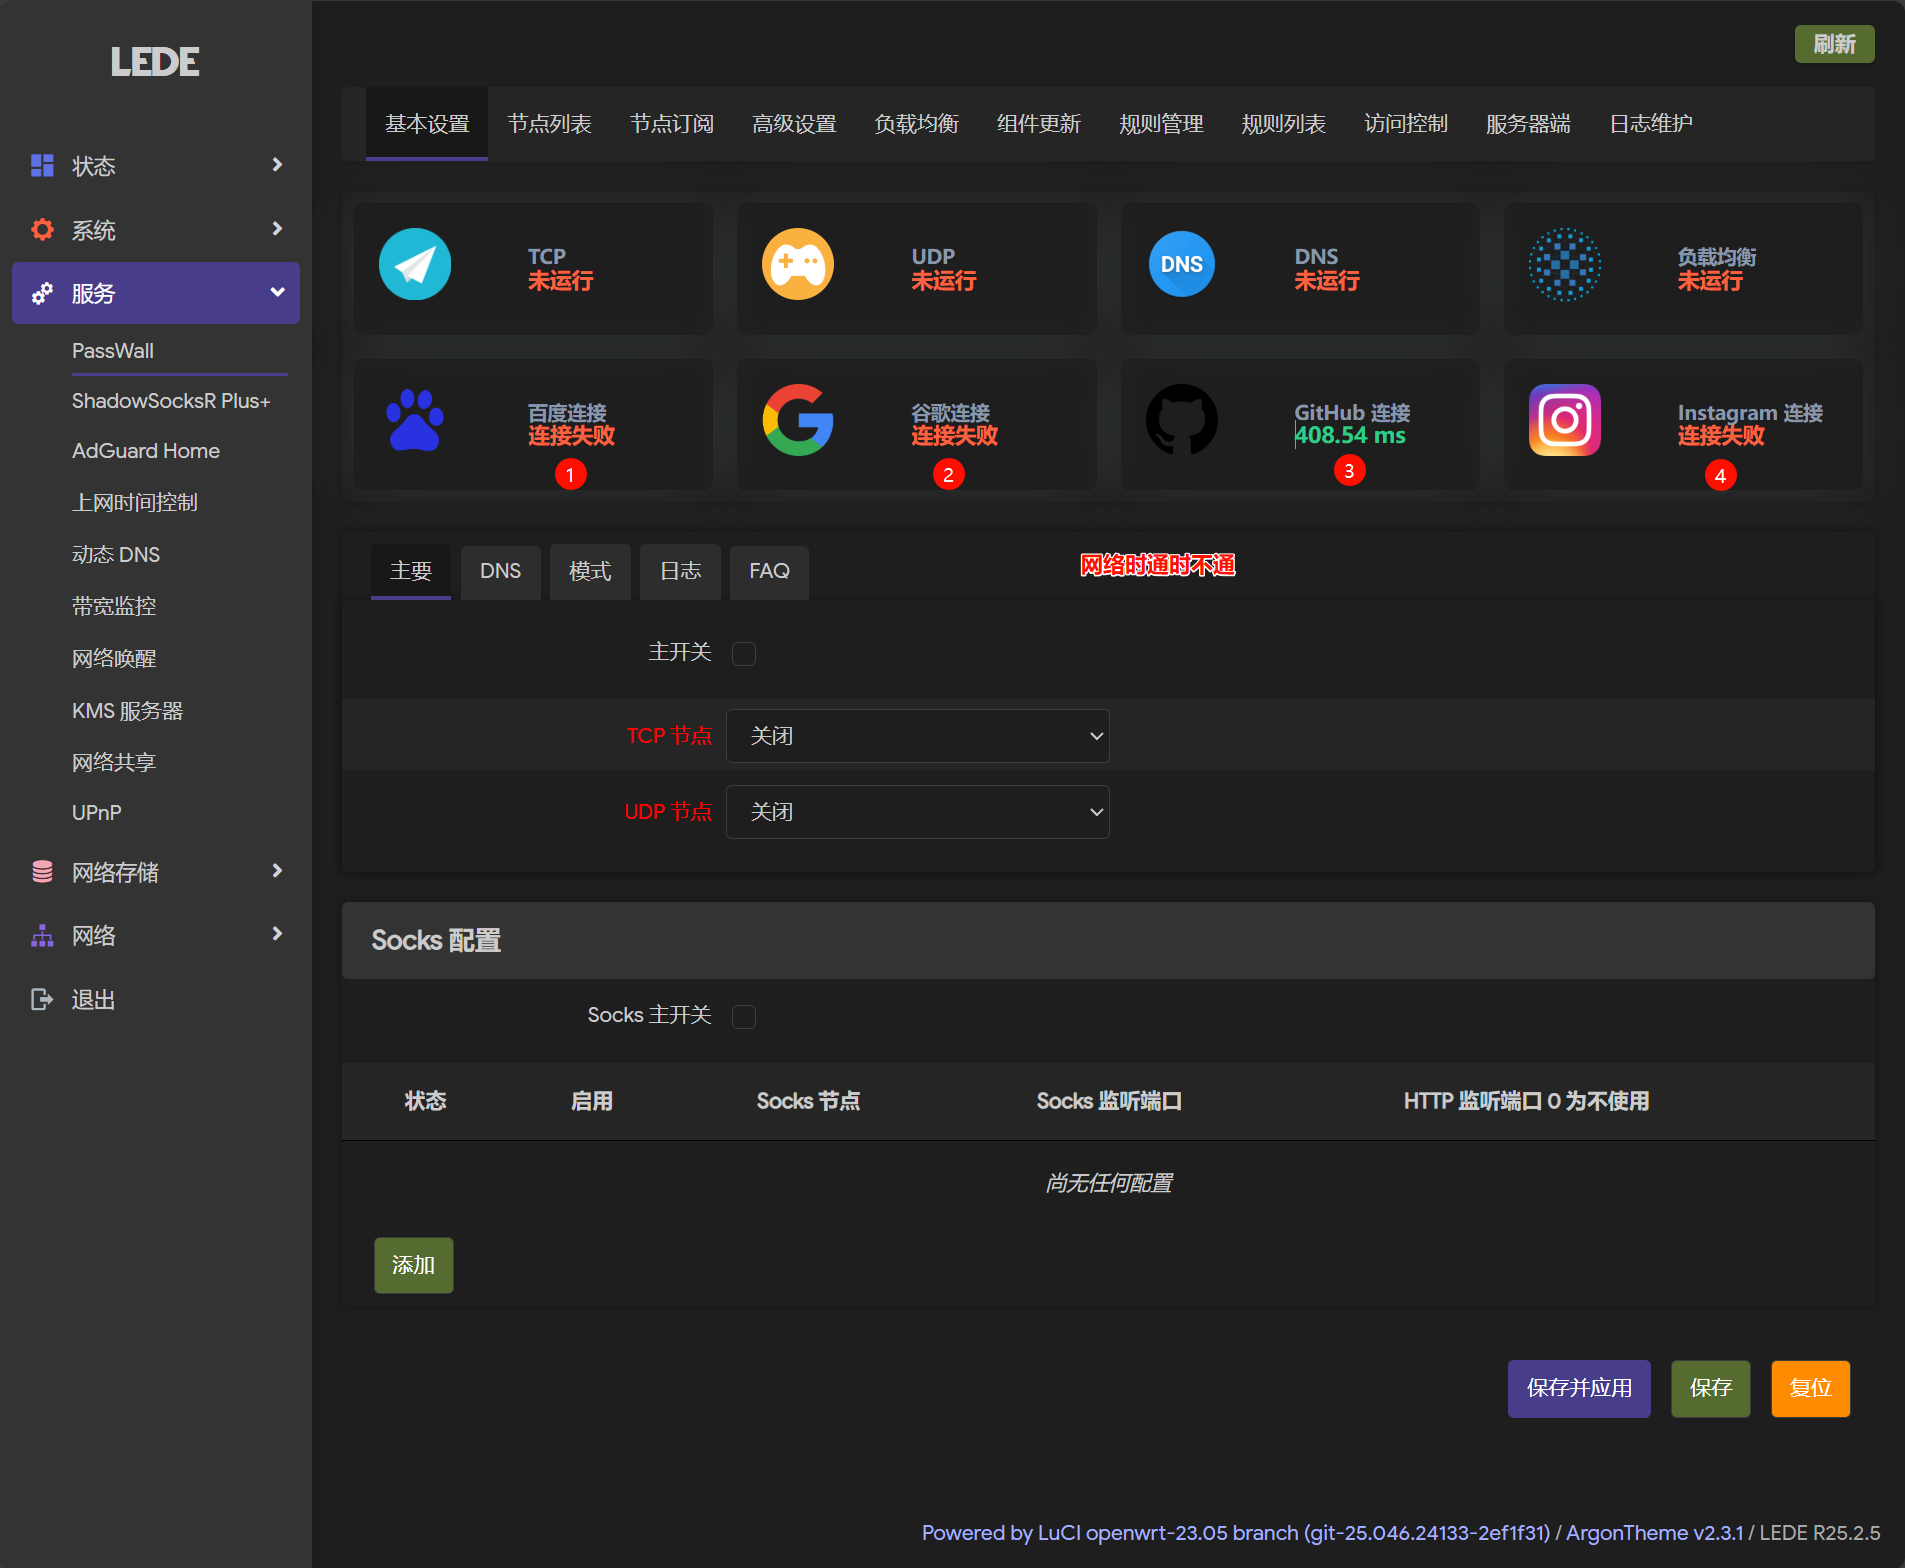 LEDE
刷新
状态
系统
服务
PassWall
ShadowSocksR Plus+
AdGuard Home
上网时间控制
动态 DNS
带宽监控
网络唤醒
KMS 服务器
网络共享
UPnP
网络存储
网络
退出
基本设置 节点列表 节点订阅 高级设置 负载均衡 组件更新 规则管理 规则列表 访问控制 服务器端 日志维护
TCP
未运行
UDP
未运行
DNS
DNS
未运行
负载均衡
未运行
百度连接
连接失败
1
谷歌连接
连接失败
2
GitHub 连接
408.54 ms
3
Instagram 连接
连接失败
4
主要 DNS 模式 日志 FAQ
网络时通时不通
主开关
TCP 节点 关闭
UDP 节点 关闭
Socks 配置
Socks 主开关
状态 启用 Socks 节点 Socks 监听端口 HTTP 监听端口 0 为不使用
尚无任何配置
添加
保存并应用 保存 复位
Powered by LuCI openwrt-23.05 branch (git-25.046.24133-2ef1f31) / ArgonTheme v2.3.1 / LEDE R25.2.5